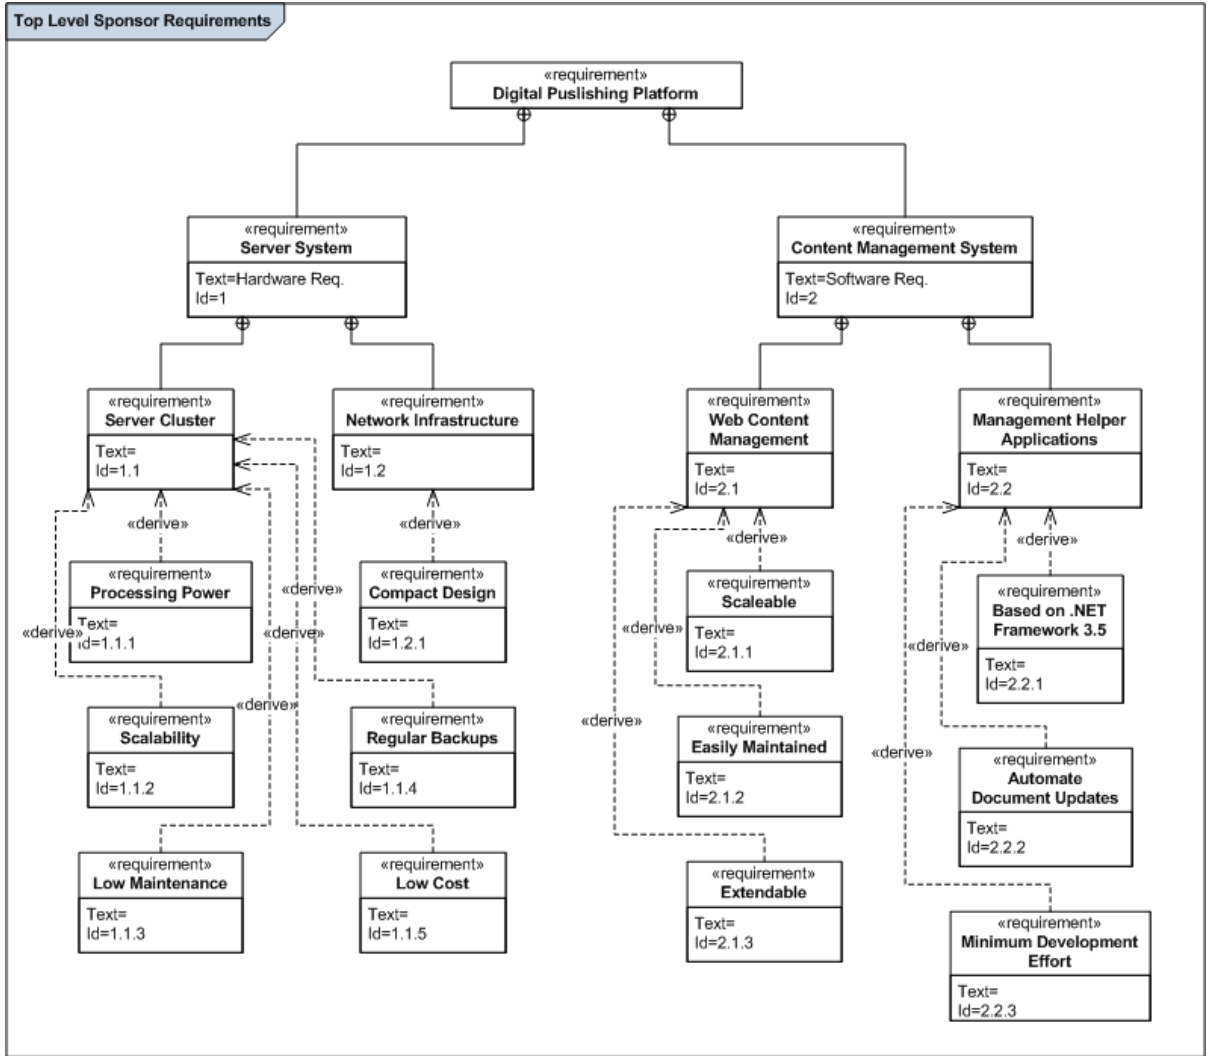 Top Level Sponsor Requirements
«requirement»
Digital Puslishing Platform
«requirement»
Server System
Text=Hardware Req.
Id=1
«requirement»
Content Management System
Text=Software Req.
Id=2
«requirement»
Server Cluster
Text=
Id=1.1
«requirement»
Network Infrastructure
Text=
Id=1.2
«requirement»
Web Content
Management
Text=
Id=2.1
«requirement»
Management Helper
Applications
Text=
Id=2.2
«derive»
«derive»
«derive»
«derive»
«requirement»
Processing Power
Text=
Id=1.1.1
«derive»
«requirement»
Compact Design
Text=
Id=1.2.1
«requirement»
Scaleable
Text=
Id=2.1.1
«requirement»
Based on .NET
Framework 3.5
Text=
Id=2.2.1
«derive»
«derive»
«derive»
«derive»
«derive»
«requirement»
Scalability
Text=
Id=1.1.2
«requirement»
Regular Backups
Text=
Id=1.1.4
«derive»
«requirement»
Easily Maintained
Text=
Id=2.1.2
«derive»
«requirement»
Automate
Document Updates
Text=
Id=2.2.2
«requirement»
Low Maintenance
Text=
Id=1.1.3
«requirement»
Low Cost
Text=
Id=1.1.5
«requirement»
Extendable
Text=
Id=2.1.3
«requirement»
Minimum Development
Effort
Text=
Id=2.2.3